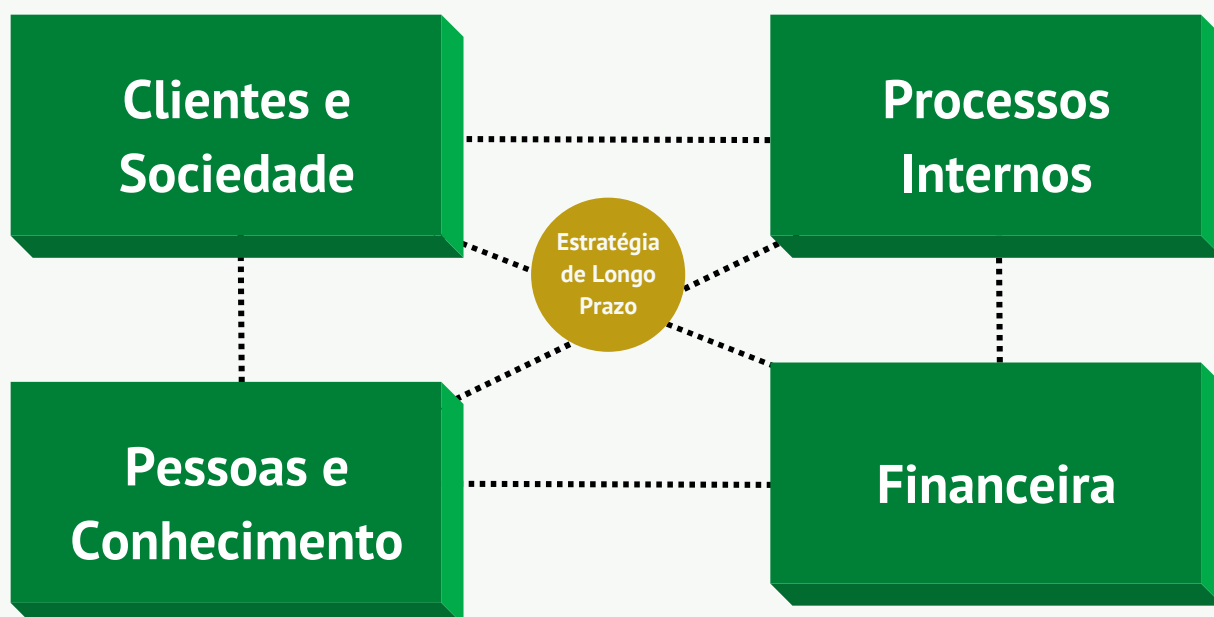 Clientes e
Sociedade
Processos
Internos
Estratégia
de Longo
Prazo
Pessoas e
Conhecimento
Financeira